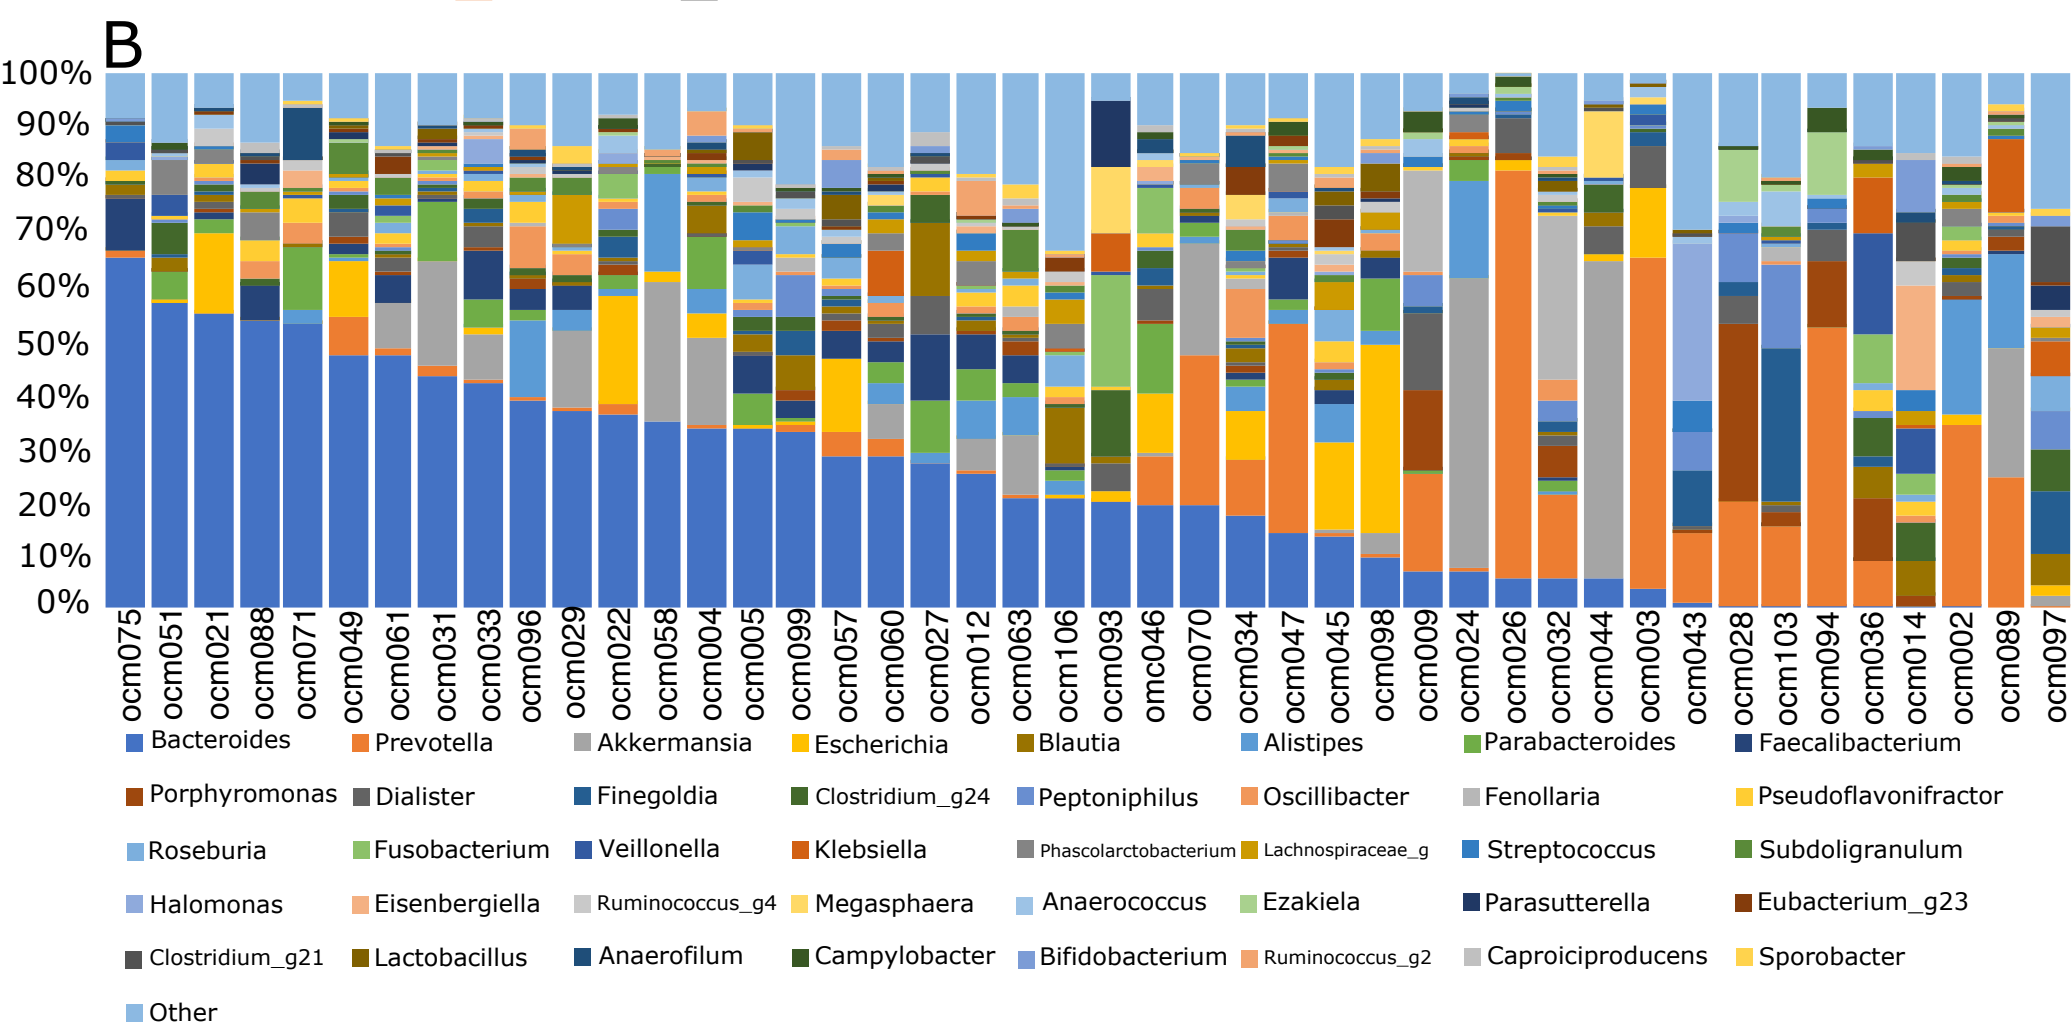 B
100%
90%
80%
70%
60%
50%
40%
30%
20%
10%
0%
ocm075 ocm051 ocm021 ocm088 ocm071 ocm049 ocm061 ocm031 ocm033 ocm096 ocm029 ocm022 ocm058 ocm004 ocm005 ocm099 ocm057 ocm060 ocm027 ocm012 ocm063 ocm106 ocm093 omc046 ocm070 ocm034 ocm047 ocm045 ocm098 ocm009 ocm024 ocm026 ocm032 ocm044 ocm003 ocm043 ocm028 ocm103 ocm094 ocm036 ocm014 ocm002 ocm089 ocm097
Bacteroides Prevotella Akkermansia Escherichia Blautia Alistipes Parabacteroides Faecalibacterium
Porphyromonas Dialister Finegoldia Clostridium_g24 Peptoniphilus Oscillibacter Fenollaria Pseudoflavonifractor
Roseburia Fusobacterium Veillonella Klebsiella Phascolarctobacterium Lachnospiraceae_g Streptococcus Subdoligranulum
Halomonas Eisenbergiella Ruminococcus_g4 Megasphaera Anaerococcus Ezakiela Parasutterella Eubacterium_g23
Clostridium_g21 Lactobacillus Anaerofilum Campylobacter Bifidobacterium Ruminococcus_g2 Caproiciproducens Sporobacter
Other